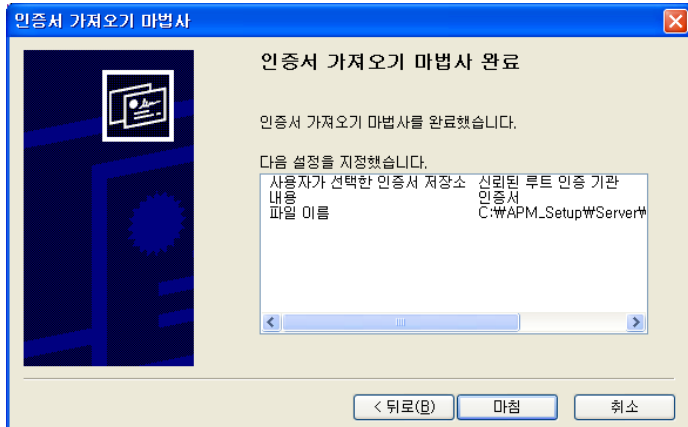 인증서 가져오기 마법사
인증서 가져오기 마법사 완료
인증서 가져오기 마법사를 완료했습니다.
다음 설정을 지정했습니다.
사용자가 선택한 인증서 저장소 신뢰된 루트 인증 기관
내용 인증서
파일 이름 C:₩APM_Setup₩Server₩
< 뒤로(B) 마침 취소